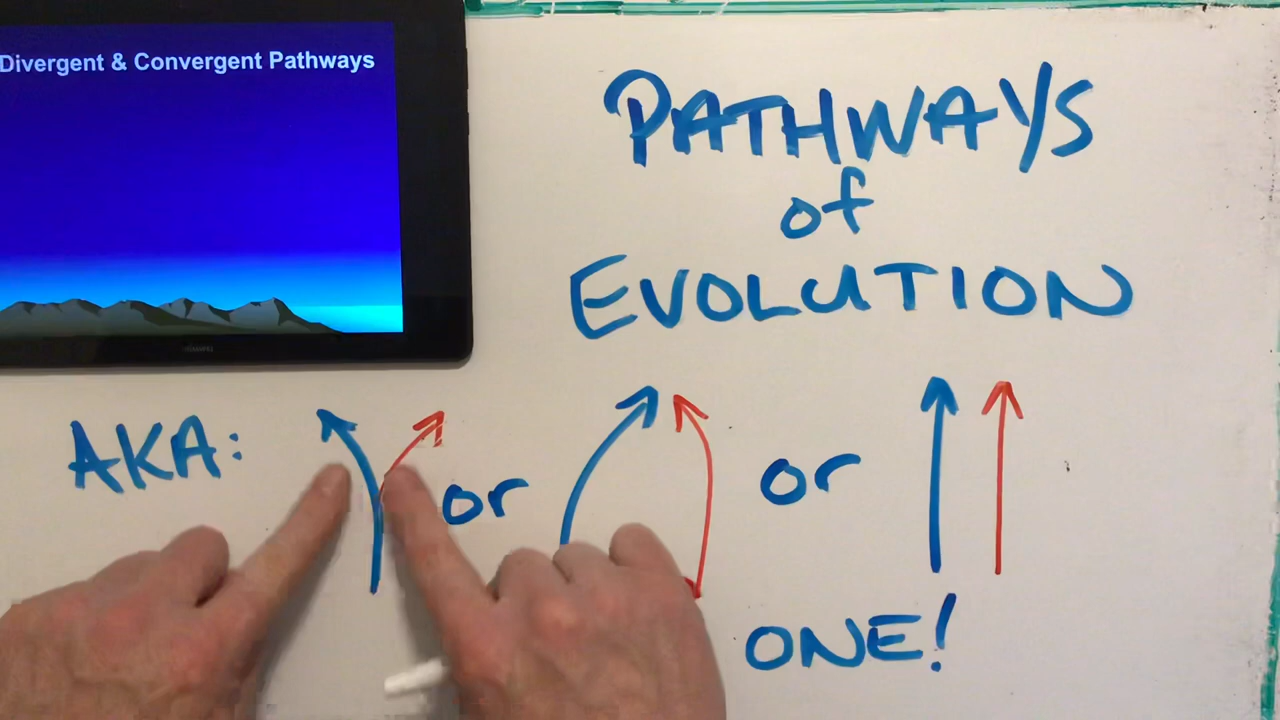 Divergent & Convergent Pathways
PATHWAYS
of
EVOLUTION
AKA:
or
or
ONE!